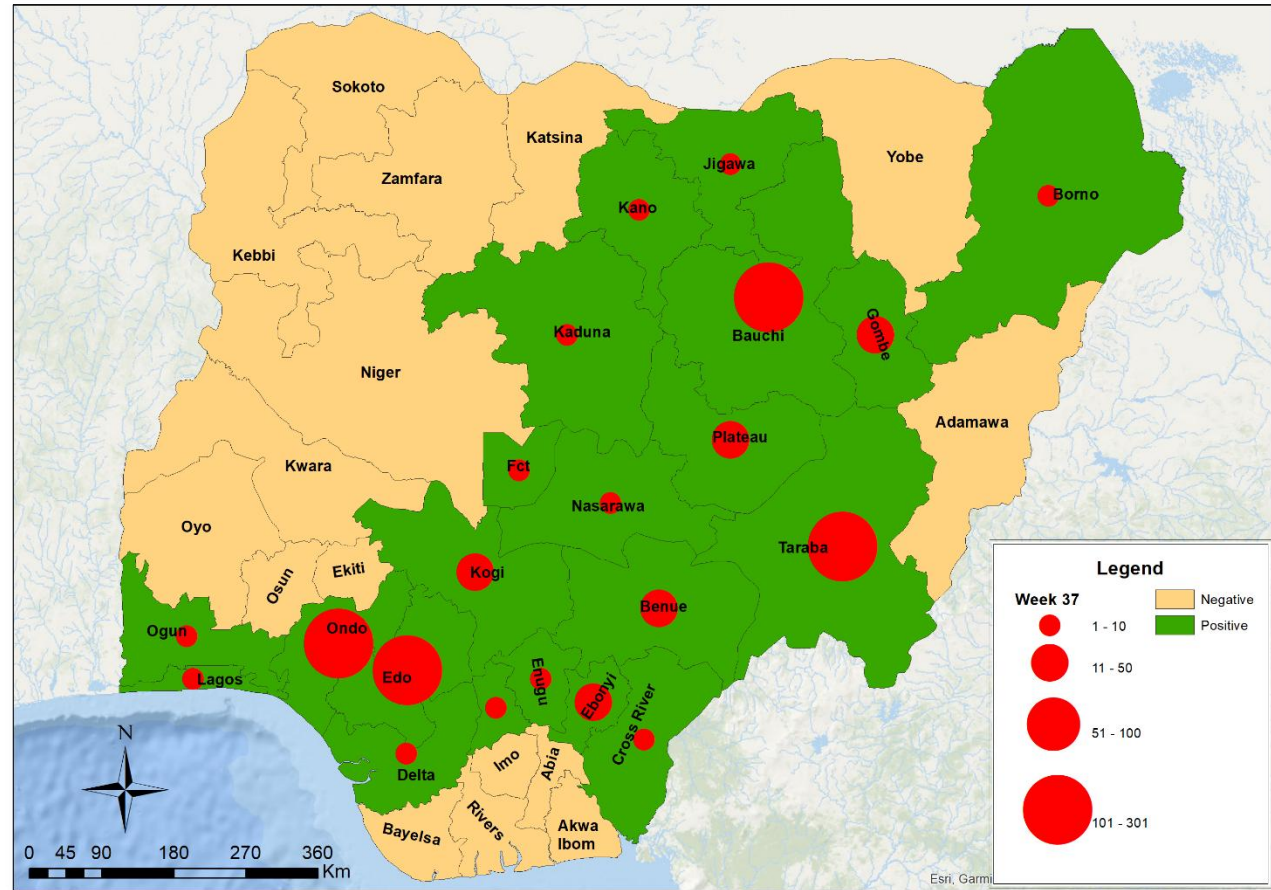 Sokoto
Katsina
Zamfara
Jigawa
Yobe
Kano
Borno
Kebbi
Kaduna
Bauchi
Gombe
Niger
Adamawa
Plateau
Fct
Kwara
Nasarawa
Oyo
Taraba
Kogi
Ekiti
Osun
Benue
Ogun
Ondo
Edo
Enugu
Ebonyi
Lagos
Cross River
Delta
Imo
Abia
Bayelsa
Rivers
Akwa
Ibom
N
0 45 90 180 270 360
Km
Legend
Week 37
1 - 10
11 - 50
51 - 100
101 - 301
Negative
Positive
Esri, Garmi